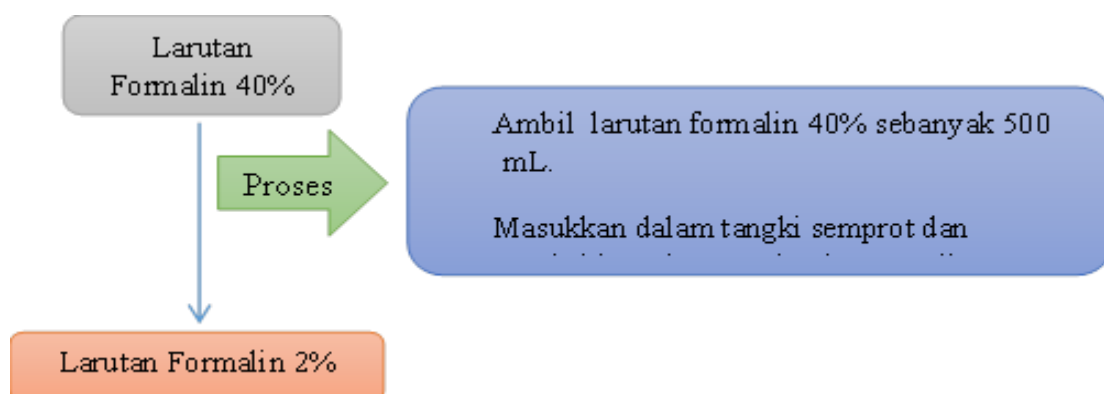 Larutan
Formalin 40%
Ambil larutan formalin 40% sebanyak 500
mL.
Proses
Masukkan dalam tangki semprot dan
Larutan Formalin 2%